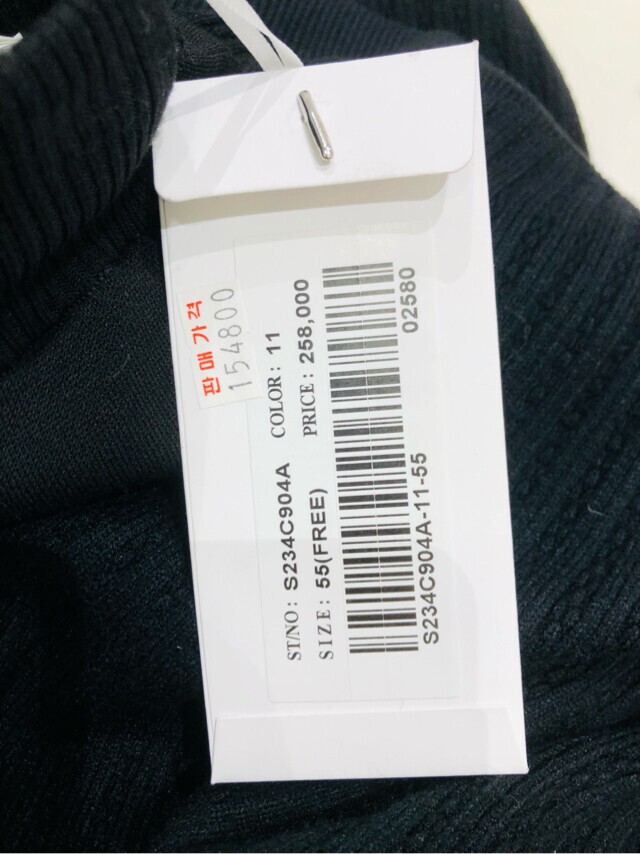 판매가격
154800
ST/NO: S234C904A COLOR: 11
SIZE: 55(FREE) PRICE: 258,000
S234C904A-11-55 02580